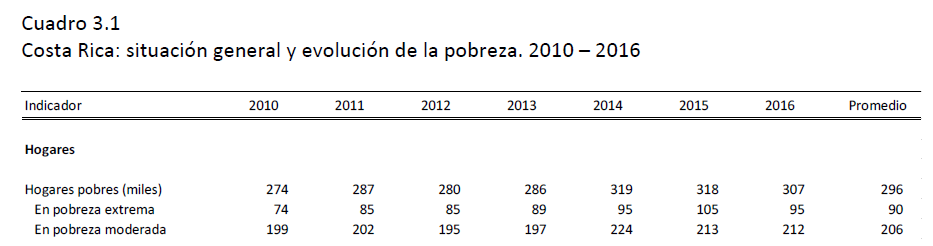 Cuadro 3.1
Costa Rica: situación general y evolución de la pobreza. 2010 – 2016
Indicador 2010 2011 2012 2013 2014 2015 2016 Promedio
Hogares
Hogares pobres (miles) 274 287 280 286 319 318 307 296
En pobreza extrema 74 85 85 89 95 105 95 90
En pobreza moderada 199 202 195 197 224 213 212 206